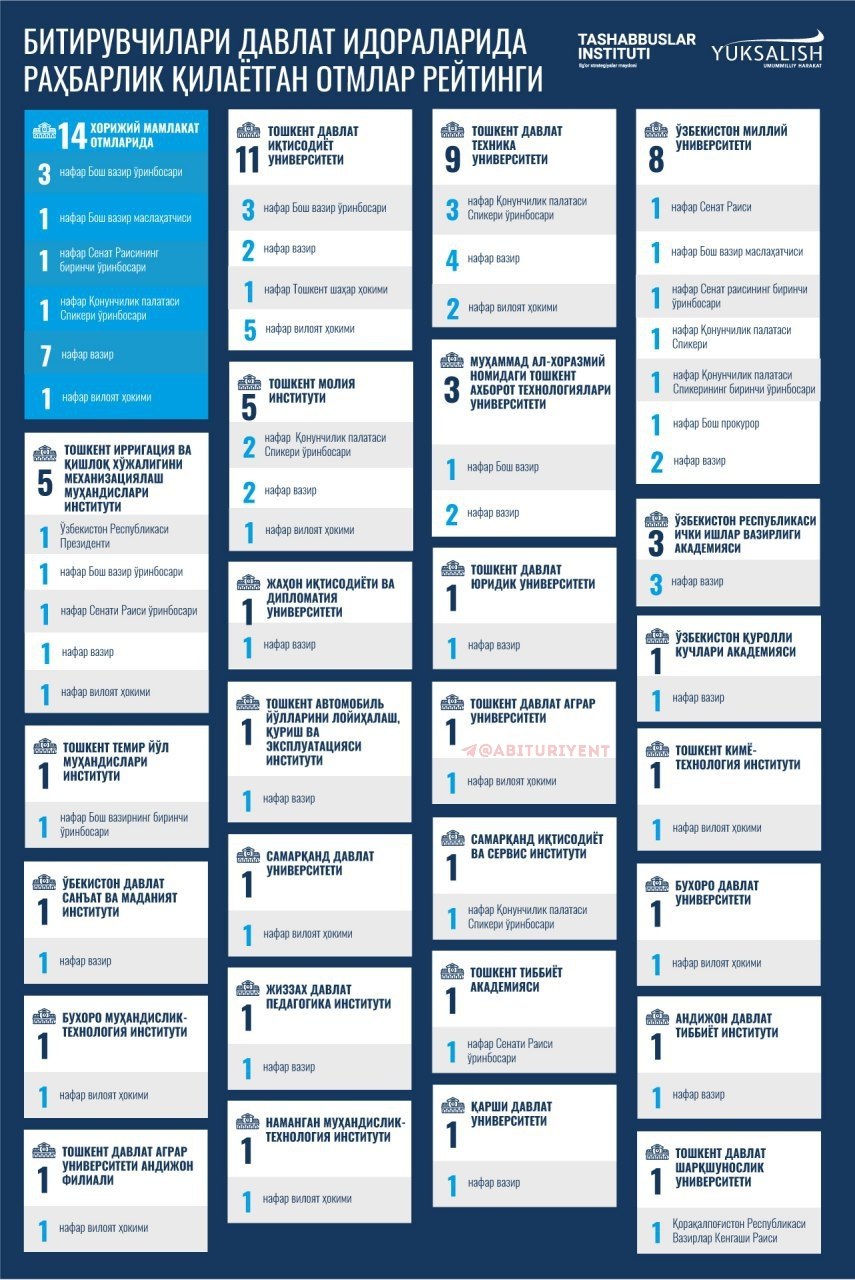 БИТИРУВЧИЛАРИ ДАВЛАТ ИДОРАЛАРИДА
РАҲБАРЛИК ҚИЛАЁТГАН ОТМЛАР РЕЙТИНГИ
TASHABBUSLAR
INSTITUTI
Ilg'or strategiyalar maydoni
YUKSALISH
UMUMMILLIY HARAKAT
14 ХОРИЖИЙ МАМЛАКАТ
ОТМЛАРИДА
3 нафар Бош вазир ўринбосари
1 нафар Бош вазир маслаҳатчиси
1 нафар Сенат Раисининг
биринчи ўринбосари
1 нафар Қонунчилик палатаси
Спикери ўринбосари
7 нафар вазир
1 нафар вилоят ҳокими
5 ТОШКЕНТ ИРРИГАЦИЯ ВА
ҚИШЛОҚ ХЎЖАЛИГИНИ
МЕХАНИЗАЦИЯЛАШ
МУҲАНДИСЛАРИ
ИНСТИТУТИ
1 Ўзбекистон Республикаси
Президенти
1 нафар Бош вазир ўринбосари
1 нафар Сенати Раиси ўринбосари
1 нафар вазир
1 нафар вилоят ҳокими
1 ТОШКЕНТ ТЕМИР ЙЎЛ
МУҲАНДИСЛАРИ
ИНСТИТУТИ
1 нафар Бош вазирнинг биринчи
ўринбосари
1 ЎБЕКИСТОН ДАВЛАТ
САНЪАТ ВА МАДАНИЯТ
ИНСТИТУТИ
1 нафар вазир
1 БУХОРО МУҲАНДИСЛИК-
ТЕХНОЛОГИЯ ИНСТИТУТИ
1 нафар вилоят ҳокими
1 ТОШКЕНТ ДАВЛАТ АГРАР
УНИВЕРСИТЕТИ АНДИЖОН
ФИЛИАЛИ
1 нафар вилоят ҳокими
11 ТОШКЕНТ ДАВЛАТ
ИҚТИСОДИЁТ
УНИВЕРСИТЕТИ
3 нафар Бош вазир ўринбосари
2 нафар вазир
1 нафар Тошкент шаҳар ҳокими
5 нафар вилоят ҳокими
5 ТОШКЕНТ МОЛИЯ
ИНСТИТУТИ
2 нафар Қонунчилик палатаси
Спикери ўринбосари
2 нафар вазир
1 нафар вилоят ҳокими
1 ЖАҲОН ИҚТИСОДИЁТИ ВА
ДИПЛОМАТИЯ
УНИВЕРСИТЕТИ
1 нафар вазир
1 ТОШКЕНТ АВТОМОБИЛЬ
ЙЎЛЛАРИНИ ЛОЙИҲАЛАШ,
ҚУРИШ ВА
ЭКСПЛУАТАЦИЯСИ
ИНСТИТУТИ
1 нафар вазир
1 САМАРҚАНД ДАВЛАТ
УНИВЕРСИТЕТИ
1 нафар вилоят ҳокими
1 ЖИЗЗАХ ДАВЛАТ
ПЕДАГОГИКА ИНСТИТУТИ
1 нафар вазир
1 НАМАНГАН МУҲАНДИСЛИК-
ТЕХНОЛОГИЯ ИНСТИТУТИ
1 нафар вилоят ҳокими
9 ТОШКЕНТ ДАВЛАТ
ТЕХНИКА
УНИВЕРСИТЕТИ
3 нафар Қонунчилик палатаси
Спикери ўринбосари
4 нафар вазир
2 нафар вилоят ҳокими
3 МУҲАММАД АЛ-ХОРАЗМИЙ
НОМИДАГИ ТОШКЕНТ
АХБОРОТ ТЕХНОЛОГИЯЛАРИ
УНИВЕРСИТЕТИ
1 нафар Бош вазир
2 нафар вазир
1 ТОШКЕНТ ДАВЛАТ
ЮРИДИК УНИВЕРСИТЕТИ
1 нафар вазир
1 ТОШКЕНТ ДАВЛАТ АГРАР
УНИВЕРСИТЕТИ
@ABITURIYENT
1 нафар вилоят ҳокими
1 САМАРҚАНД ИҚТИСОДИЁТ
ВА СЕРВИС ИНСТИТУТИ
1 нафар Қонунчилик палатаси
Спикери ўринбосари
1 ТОШКЕНТ ТИББИЁТ
АКАДЕМИЯСИ
1 нафар Сенати Раиси
ўринбосари
1 ҚАРШИ ДАВЛАТ
УНИВЕРСИТЕТИ
1 нафар вазир
8 ЎЗБЕКИСТОН МИЛЛИЙ
УНИВЕРСИТЕТИ
1 нафар Сенат Раиси
1 нафар Бош вазир маслаҳатчиси
1 нафар Сенат раисининг биринчи
ўринбосари
1 нафар Қонунчилик палатаси
Спикери
1 нафар Қонунчилик палатаси
Спикерининг биринчи ўринбосари
1 нафар Бош прокурор
2 нафар вазир
3 ЎЗБЕКИСТОН РЕСПУБЛИКАСИ
ИЧКИ ИШЛАР ВАЗИРЛИГИ
АКАДЕМИЯСИ
3 нафар вазир
1 ЎЗБЕКИСТОН ҚУРОЛЛИ
КУЧЛАРИ АКАДЕМИЯСИ
1 нафар вазир
1 ТОШКЕНТ КИМЁ-
ТЕХНОЛОГИЯ ИНСТИТУТИ
1 нафар вилоят ҳокими
1 БУХОРО ДАВЛАТ
УНИВЕРСИТЕТИ
1 нафар вилоят ҳокими
1 АНДИЖОН ДАВЛАТ
ТИББИЁТ ИНСТИТУТИ
1 нафар вазир
1 ТОШКЕНТ ДАВЛАТ
ШАРҚШУНОСЛИК
УНИВЕРСИТЕТИ
1 Қорақалпоғистон Республикаси
Вазирлар Кенгаши Раиси